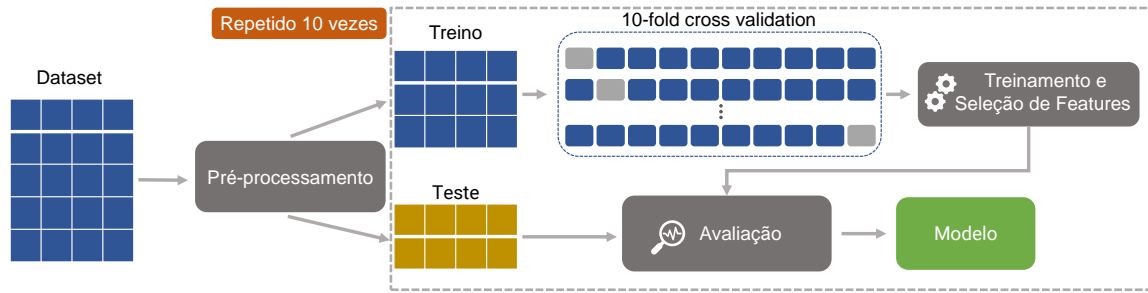 Repetido 10 vezes
10-fold cross validation
Treino
Dataset
Treinamento e
Seleção de Features
Pré-processamento
Teste
Avaliação
Modelo